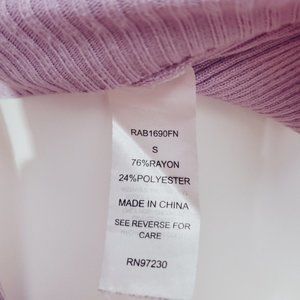 RAB1690FN
S
76%RAYON
24%POLYESTER
MADE IN CHINA
SEE REVERSE FOR
CARE
RN97230